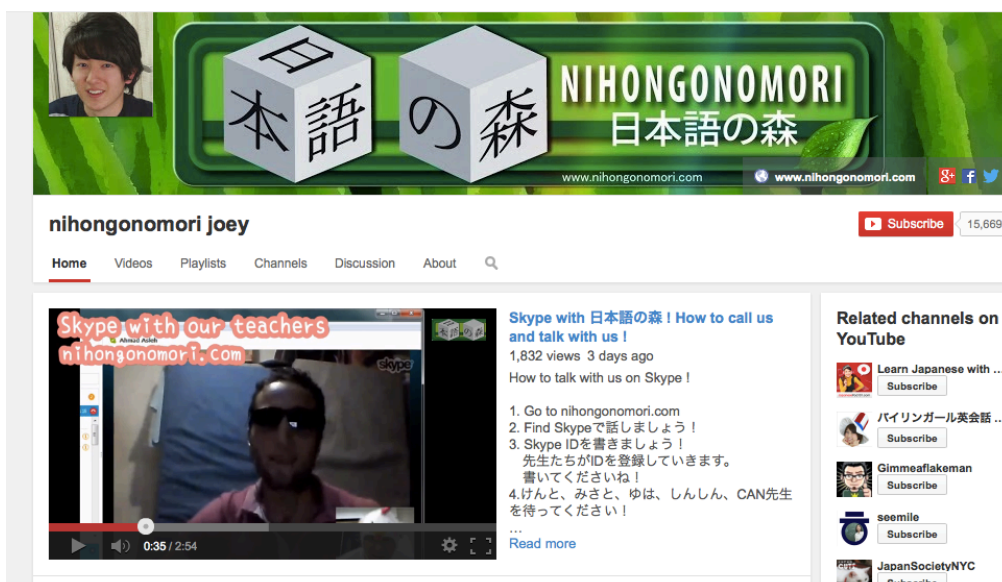 日
本語
の森
NIHONGONOMORI
日本語の森
www.nihongonomori.com
www.nihongonomori.com
nihongonomori joey
Subscribe
15,669
Home
Videos
Playlists
Channels
Discussion
About
Skype with our teachers
nihongonomori.com
Ahmad Asleh
skype
0:35 / 2:54
Skype with 日本語の森 ! How to call us
and talk with us !
1,832 views 3 days ago
How to talk with us on Skype !
1. Go to nihongonomori.com
2. Find Skypeで話しましょう！
3. Skype IDを書きましょう！
先生たちがIDを登録していきます。
書いてくださいね！
4.けんと、みさと、ゆは、しんしん、CAN先生
を待ってください！
...
Read more
Related channels on
YouTube
Learn Japanese with ...
Subscribe
バイリンガール英会話 ...
Subscribe
Gimmeaflakeman
Subscribe
seemile
Subscribe
JapanSocietyNYC
Subscribe